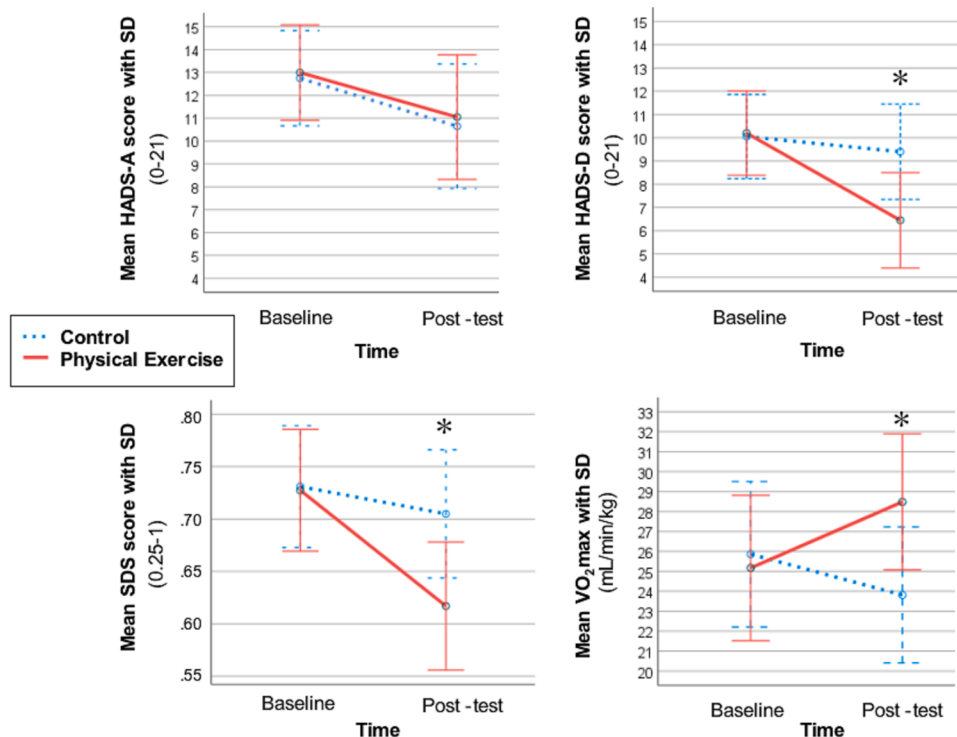 Mean HADS-A score with SD
(0-21)
15
14
13
12
11
10
9
8
7
6
5
4
Baseline
Post -test
Time
Mean HADS-D score with SD
(0-21)
15
14
13
12
11
10
9
8
7
6
5
4
*
Baseline
Post -test
Time
Control
Physical Exercise
Mean SDS score with SD
(0.25-1)
.80
.75
.70
.65
.60
.55
*
Baseline
Post -test
Time
Mean VO₂max with SD
(mL/min/kg)
33
32
31
30
29
28
27
26
25
24
23
22
21
20
*
Baseline
Post -test
Time